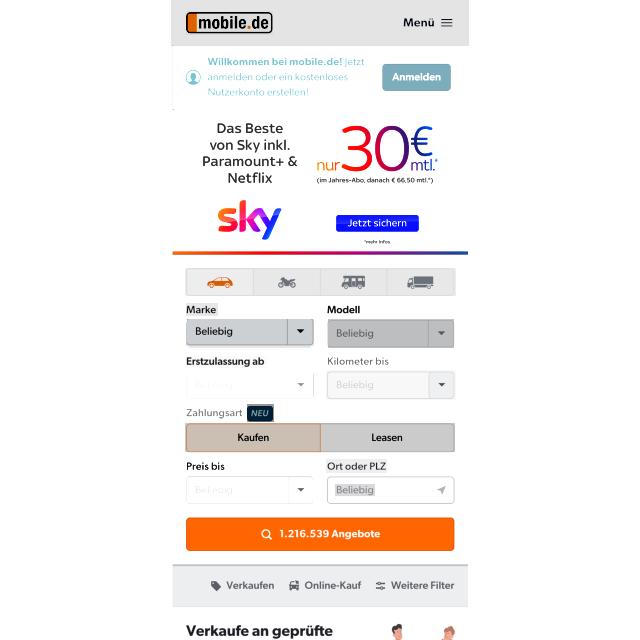 mobile.de
Menü
Willkommen bei mobile.de! Jetzt
anmelden oder ein kostenloses
Nutzerkonto erstellen!
Anmelden
Das Beste
von Sky inkl.
Paramount+ &
Netflix
nur 30€ mtl.*
(im Jahres-Abo, danach € 66,50 mtl.*)
sky
Jetzt sichern
*mehr Infos
Marke
Modell
Beliebig
Beliebig
Erstzulassung ab
Kilometer bis
Beliebig
Beliebig
Zahlungsart NEU
Kaufen
Leasen
Preis bis
Ort oder PLZ
Beliebig
Beliebig
1.216.539 Angebote
Verkaufen
Online-Kauf
Weitere Filter
Verkaufe an geprüfte